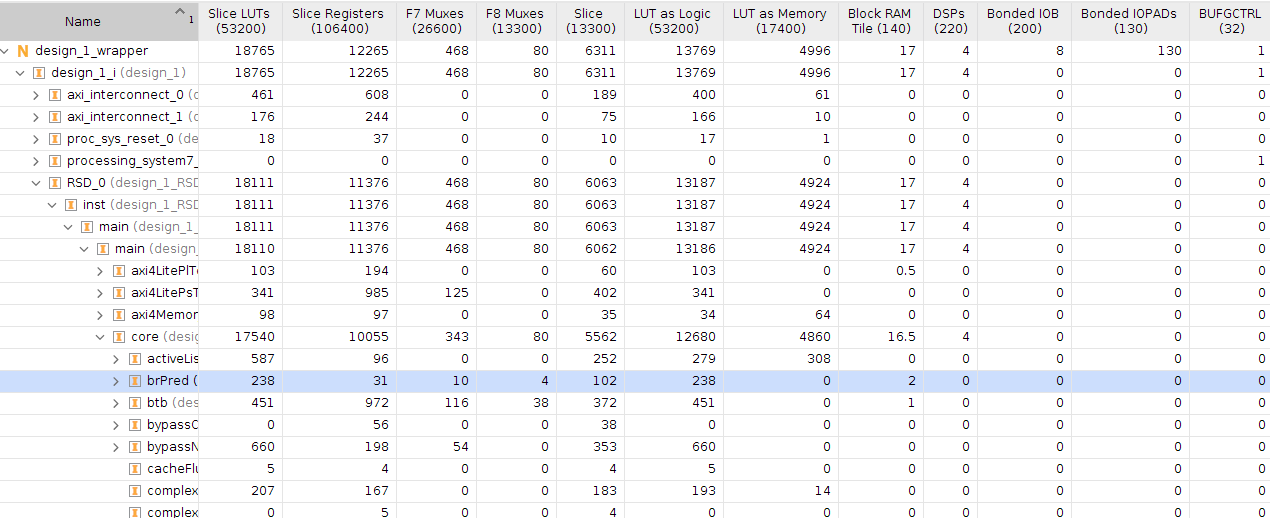 Name 1 Slice LUTs (53200) Slice Registers (106400) F7 Muxes (26600) F8 Muxes (13300) Slice (13300) LUT as Logic (53200) LUT as Memory (17400) Block RAM Tile (140) DSPs (220) Bonded IOB (200) Bonded IOPADs (130) BUFGCTRL (32)
N design_1_wrapper 18765 12265 468 80 6311 13769 4996 17 4 8 130 1
design_1_i (design_1) 18765 12265 468 80 6311 13769 4996 17 4 0 0 1
axi_interconnect_0 (d 461 608 0 0 189 400 61 0 0 0 0 0
axi_interconnect_1 (d 176 244 0 0 75 166 10 0 0 0 0 0
proc_sys_reset_0 (de 18 37 0 0 10 17 1 0 0 0 0 0
processing_system7_ 0 0 0 0 0 0 0 0 0 0 0 1
RSD_0 (design_1_RSD 18111 11376 468 80 6063 13187 4924 17 4 0 0 0
inst (design_1_RSD 18111 11376 468 80 6063 13187 4924 17 4 0 0 0
main (design_1_ 18111 11376 468 80 6063 13187 4924 17 4 0 0 0
main (design_ 18110 11376 468 80 6062 13186 4924 17 4 0 0 0
axi4LitePlTo 103 194 0 0 60 103 0 0.5 0 0 0 0
axi4LitePsT 341 985 125 0 402 341 0 0 0 0 0 0
axi4Memor 98 97 0 0 35 34 64 0 0 0 0 0
core (desig 17540 10055 343 80 5562 12680 4860 16.5 4 0 0 0
activeLis 587 96 0 0 252 279 308 0 0 0 0 0
brPred ( 238 31 10 4 102 238 0 2 0 0 0 0
btb (des 451 972 116 38 372 451 0 1 0 0 0 0
bypassC 0 56 0 0 38 0 0 0 0 0 0 0
bypassN 660 198 54 0 353 660 0 0 0 0 0 0
cacheFlu 5 4 0 0 4 5 0 0 0 0 0 0
complex 207 167 0 0 183 193 14 0 0 0 0 0
complex 0 5 0 0 4 0 0 0 0 0 0 0